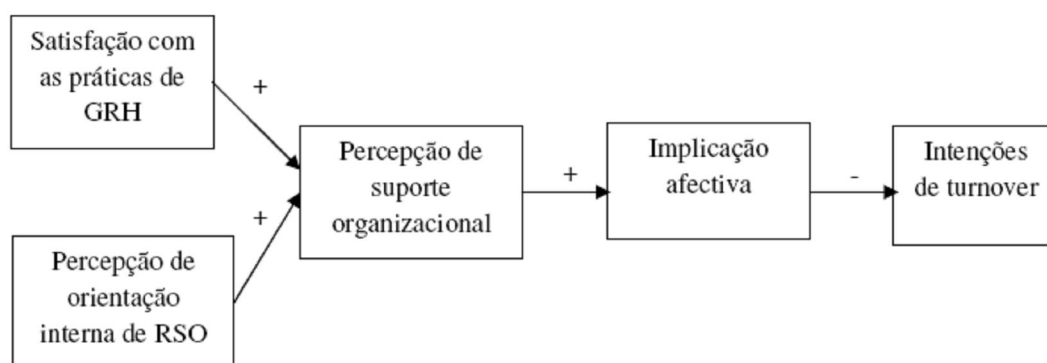 Satisfação com
as práticas de
GRH
+
Percepção de
suporte
organizacional
+
Implicação
afectiva
-
Intenções
de turnover
+
Percepção de
orientação
interna de RSO